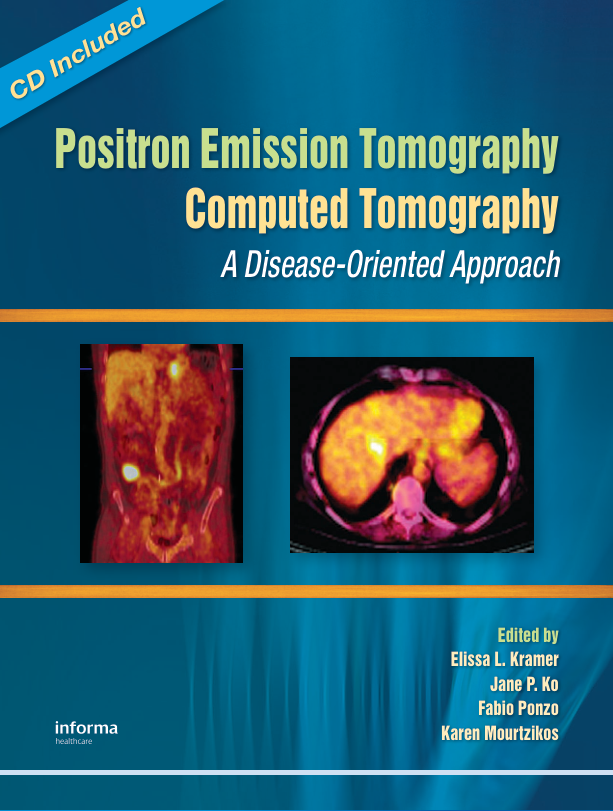 CD Included
Positron Emission Tomography
Computed Tomography
A Disease-Oriented Approach
Edited by
Elissa L. Kramer
Jane P. Ko
Fabio Ponzo
Karen Mourtzikos
informa
healthcare